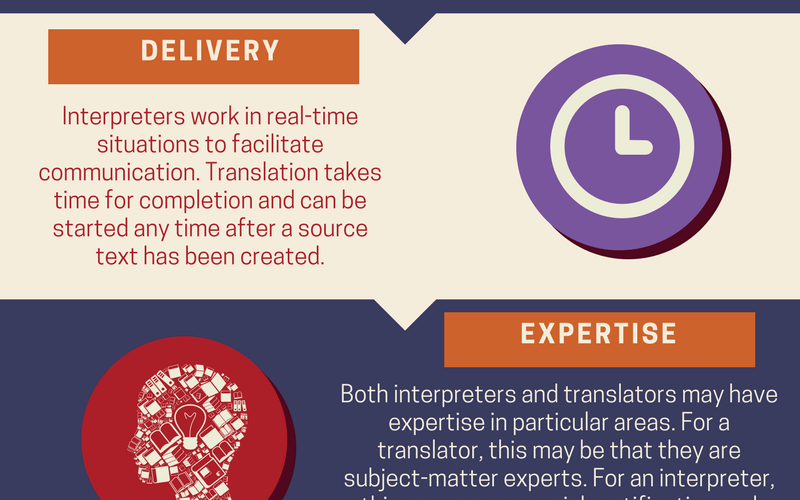 DELIVERY
Interpreters work in real-time
situations to facilitate
communication. Translation takes
time for completion and can be
started any time after a source
text has been created.
EXPERTISE
Both interpreters and translators may have
expertise in particular areas. For a
translator, this may be that they are
subject-matter experts. For an interpreter,